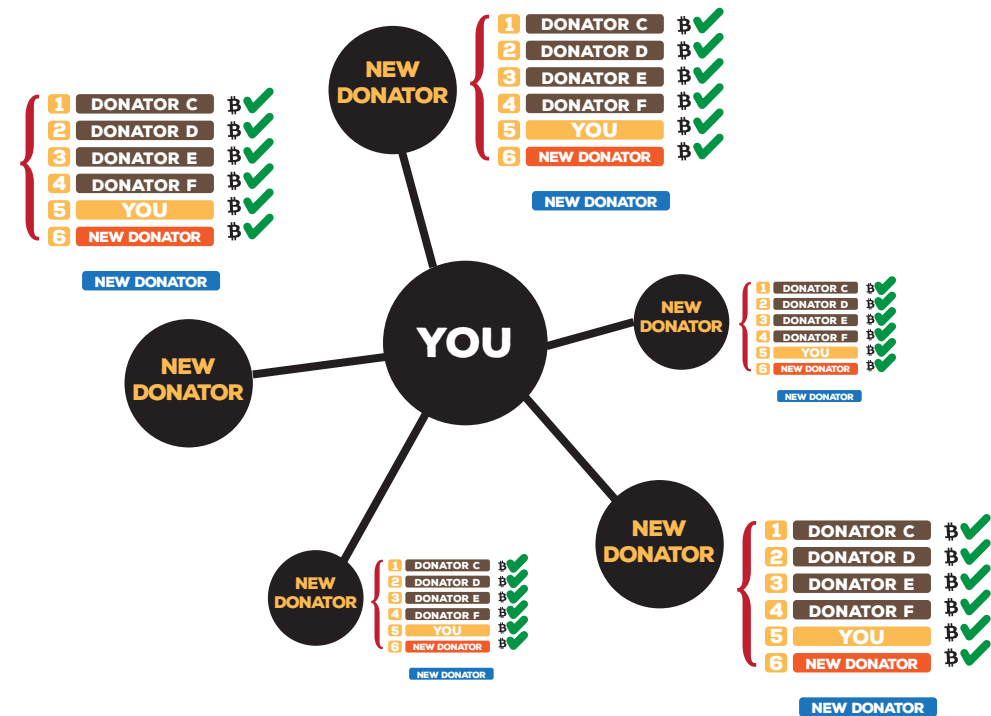 NEW
DONATOR
1 DONATOR C ₿
2 DONATOR D ₿
3 DONATOR E ₿
4 DONATOR F ₿
5 YOU ₿
6 NEW DONATOR ₿
NEW DONATOR
1 DONATOR C ₿
2 DONATOR D ₿
3 DONATOR E ₿
4 DONATOR F ₿
5 YOU ₿
6 NEW DONATOR ₿
NEW DONATOR
YOU
NEW
DONATOR
1 DONATOR C ₿
2 DONATOR D ₿
3 DONATOR E ₿
4 DONATOR F ₿
5 YOU ₿
6 NEW DONATOR ₿
NEW DONATOR
NEW
DONATOR
NEW
DONATOR
1 DONATOR C ₿
2 DONATOR D ₿
3 DONATOR E ₿
4 DONATOR F ₿
5 YOU ₿
6 NEW DONATOR ₿
NEW DONATOR
NEW
DONATOR
1 DONATOR C ₿
2 DONATOR D ₿
3 DONATOR E ₿
4 DONATOR F ₿
5 YOU ₿
6 NEW DONATOR ₿
NEW DONATOR